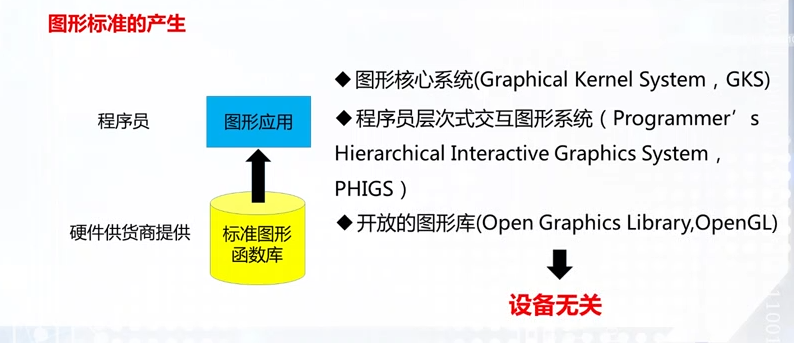 图形标准的产生
程序员
图形应用
硬件供货商提供
标准图形
函数库
◆图形核心系统(Graphical Kernel System，GKS)
◆程序员层次式交互图形系统（Programmer’s
Hierarchical Interactive Graphics System，
PHIGS）
◆开放的图形库(Open Graphics Library,OpenGL)
设备无关
11001